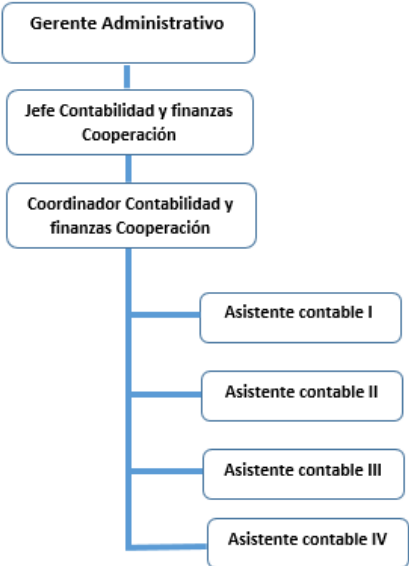 Gerente Administrativo
Jefe Contabilidad y finanzas
Cooperación
Coordinador Contabilidad y
finanzas Cooperación
Asistente contable I
Asistente contable II
Asistente contable III
Asistente contable IV